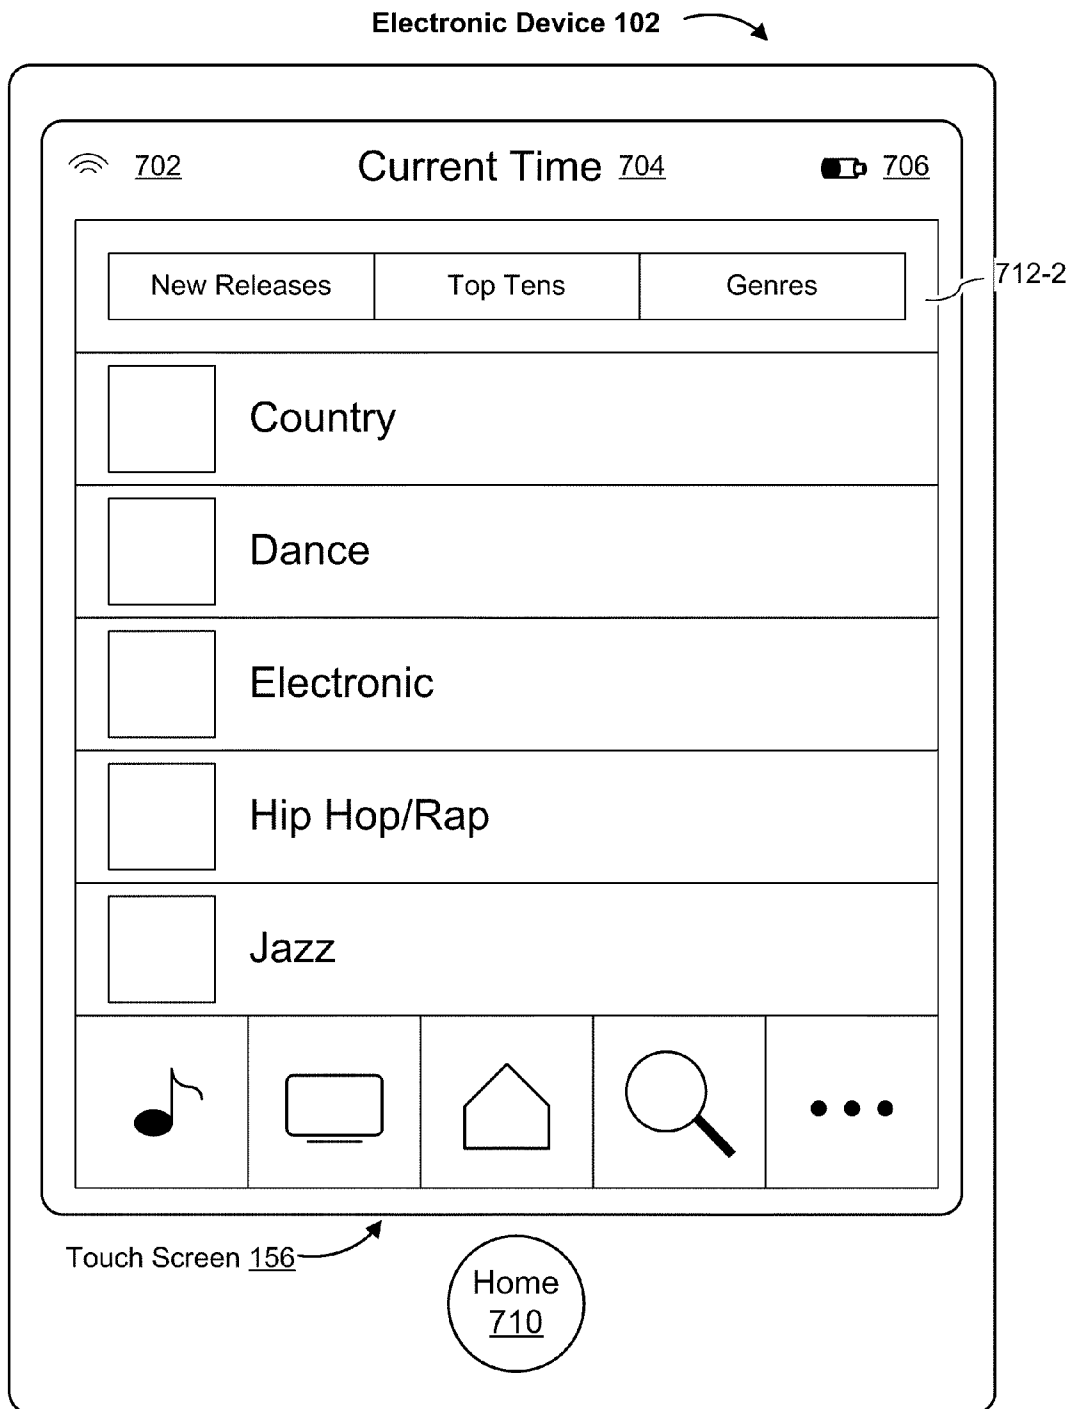 Electronic Device 102
702 Current Time 704 706
New Releases Top Tens Genres
712-2
Country
Dance
Electronic
Hip Hop/Rap
Jazz
Touch Screen 156
Home
710